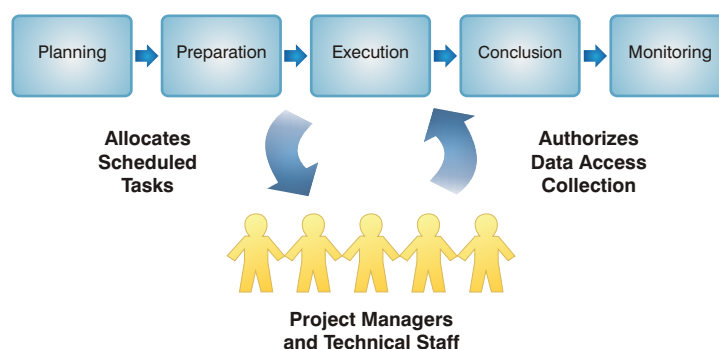 Planning
Preparation
Execution
Conclusion
Monitoring
Allocates
Scheduled
Tasks
Authorizes
Data Access
Collection
Project Managers
and Technical Staff